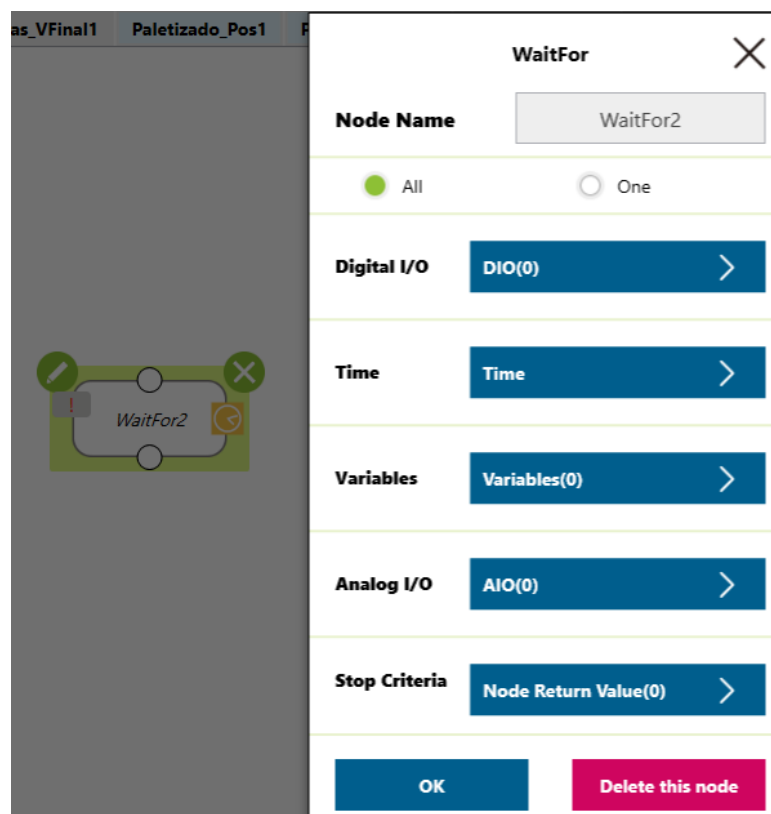 as_VFinal1 Paletizado_Pos1 P
WaitFor
Node Name WaitFor2
All One
Digital I/O DIO(0)
Time Time
! WaitFor2
Variables Variables(0)
Analog I/O AIO(0)
Stop Criteria Node Return Value(0)
OK Delete this node